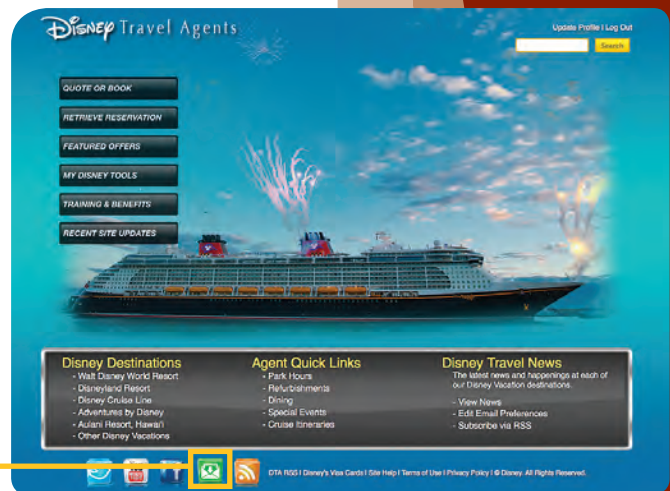 Disney Travel Agents
Update Profile | Log Out
Search
QUOTE OR BOOK
RETRIEVE RESERVATION
FEATURED OFFERS
MY DISNEY TOOLS
TRAINING & BENEFITS
RECENT SITE UPDATES
Disney Destinations
- Walt Disney World Resort
- Disneyland Resort
- Disney Cruise Line
- Adventures by Disney
- Aulani Resort, Hawai'i
- Other Disney Vacations
Agent Quick Links
- Park Hours
- Refurbishments
- Dining
- Special Events
- Cruise Itineraries
Disney Travel News
The latest news and happenings at each of
our Disney Vacation destinations.
- View News
- Edit Email Preferences
- Subscribe via RSS
You
Tube
f
DTA RSS | Disney's Visa Cards | Site Help | Terms of Use | Privacy Policy | © Disney. All Rights Reserved.